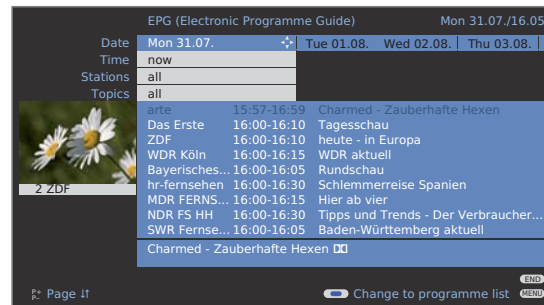 EPG (Electronic Programme Guide) Mon 31.07./16.05
Date Mon 31.07. Tue 01.08. Wed 02.08. Thu 03.08.
Time now
Stations all
Topics all
arte 15:57-16:59 Charmed - Zauberhafte Hexen
Das Erste 16:00-16:10 Tagesschau
ZDF 16:00-16:10 heute - in Europa
WDR Köln 16:00-16:15 WDR aktuell
Bayerisches... 16:00-16:05 Rundschau
hr-fernsehen 16:00-16:30 Schlemmerreise Spanien
MDR FERNS... 16:00-16:15 Hier ab vier
NDR FS HH 16:00-16:30 Tipps und Trends - Der Verbraucher...
SWR Fernse... 16:00-16:05 Baden-Württemberg aktuell
2 ZDF
Charmed - Zauberhafte Hexen
END
P+ P- Page Change to programme list MENU